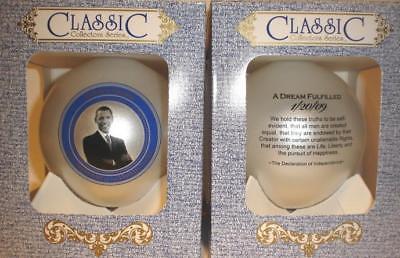 CLASSIC
Collectors Series
CLASSIC
Collectors Series
A DREAM FULFILLED
1/20/09
We hold these truths to be self-
evident, that all men are created
equal, that they are endowed by their
Creator with certain unalienable Rights,
that among these are Life, Liberty and
the pursuit of Happiness.
~The Declaration of Independence~